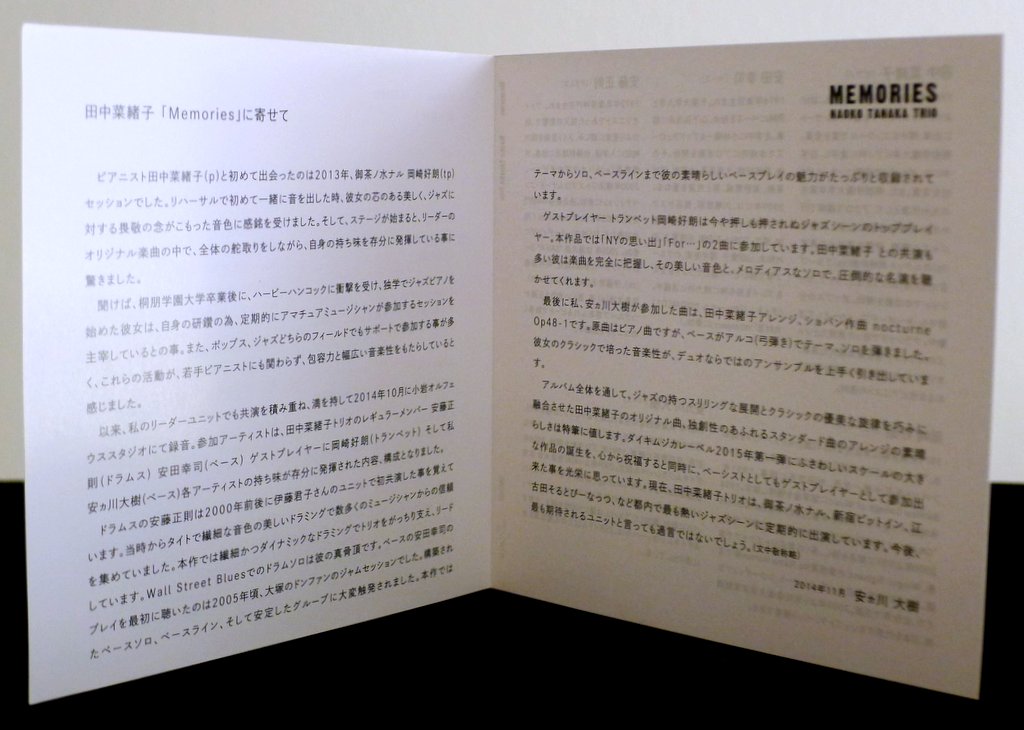 田中菜緒子 「Memories」に寄せて
ピアニスト田中菜緒子(p)と初めて出会ったのは2013年、御茶ノ水ナル 岡崎好朗(tp)
セッションでした。リハーサルで初めて一緒に音を出した時、彼女の芯のある美しく、ジャズに
対する畏敬の念がこもった音色に感銘を受けました。そして、ステージが始まると、リーダーの
オリジナル楽曲の中で、全体の舵取りをしながら、自身の持ち味を存分に発揮している事に
驚きました。
聞けば、桐朋学園大学卒業後に、ハービーハンコックに衝撃を受け、独学でジャズピアノを
始めた彼女は、自身の研鑽の為、定期的にアマチュアミュージシャンが参加するセッションを
主宰しているとの事。また、ポップス、ジャズどちらのフィールドでもサポートで参加する事が多
く、これらの活動が、若手ピアニストにも関わらず、包容力と幅広い音楽性をもたらしていると
感じました。
以来、私のリーダーユニットでも共演を積み重ね、満を持して2014年10月に小岩オルフェ
ウススタジオにて録音。参加アーティストは、田中菜緒子トリオのレギュラーメンバー 安藤正
則(ドラムス) 安田幸司(ベース) ゲストプレイヤーに岡崎好朗(トランペット) そして私
安ヵ川大樹(ベース)各アーティストの持ち味が存分に発揮された内容、構成となりました。
ドラムスの安藤正則は2000年前後に伊藤君子さんのユニットで初共演した事を覚えて
います。当時からタイトで繊細な音色の美しいドラミングで数多くのミュージシャンからの信頼
を集めていました。本作では繊細かつダイナミックなドラミングでトリオをがっちり支え、リード
しています。Wall Street Bluesでのドラムソロは彼の真骨頂です。ベースの安田幸司の
プレイを最初に聴いたのは2005年頃、大塚のドンファンのジャムセッションでした。構築され
たベースソロ、ベースライン、そして安定したグルーブに大変触発されました。本作では
MEMORIES
NAOKO TANAKA TRIO
テーマからソロ、ベースラインまで彼の素晴らしいベースプレイの魅力がたっぷりと収録されて
います。
ゲストプレイヤー トランペット岡崎好朗は今や押しも押されぬジャズシーンのトッププレイ
ヤー。本作品では「NYの思い出」「For…」の2曲に参加しています。田中菜緒子 との共演も
多い彼は楽曲を完全に把握し、その美しい音色と、メロディアスなソロで、圧倒的な名演を聴
かせてくれます。
最後に私、安ヵ川大樹が参加した曲は、田中菜緒子アレンジ、ショパン作曲 nocturne
Op48-1です。原曲はピアノ曲ですが、ベースがアルコ(弓弾き)でテーマ、ソロを弾きました。
彼女のクラシックで培った音楽性が、デュオならではのアンサンブルを上手く引き出していま
す。
アルバム全体を通して、ジャズの持つスリリングな展開とクラシックの優美な旋律を巧みに
融合させた田中菜緒子のオリジナル曲、独創性のあふれるスタンダード曲のアレンジの素晴
らしさは特筆に値します。ダイキムジカレーベル2015年第一弾にふさわしいスケールの大き
な作品の誕生を、心から祝福すると同時に、ベーシストとしてもゲストプレイヤーとして参加出
来た事を光栄に思っています。現在、田中菜緒子トリオは、御茶ノ水ナル、新宿ピットイン、江
古田そるとぴーなっつ、など都内で最も熱いジャズシーンに定期的に出演しています。今後、
最も期待されるユニットと言っても過言ではないでしょう。(文中敬称略)
2014年11月 安ヵ川 大樹